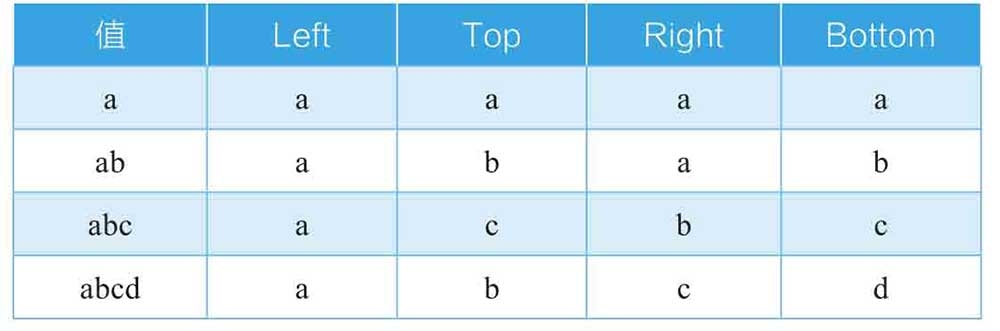 值 Left Top Right Bottom
a a a a a
ab a b a b
abc a c b c
abcd a b c d